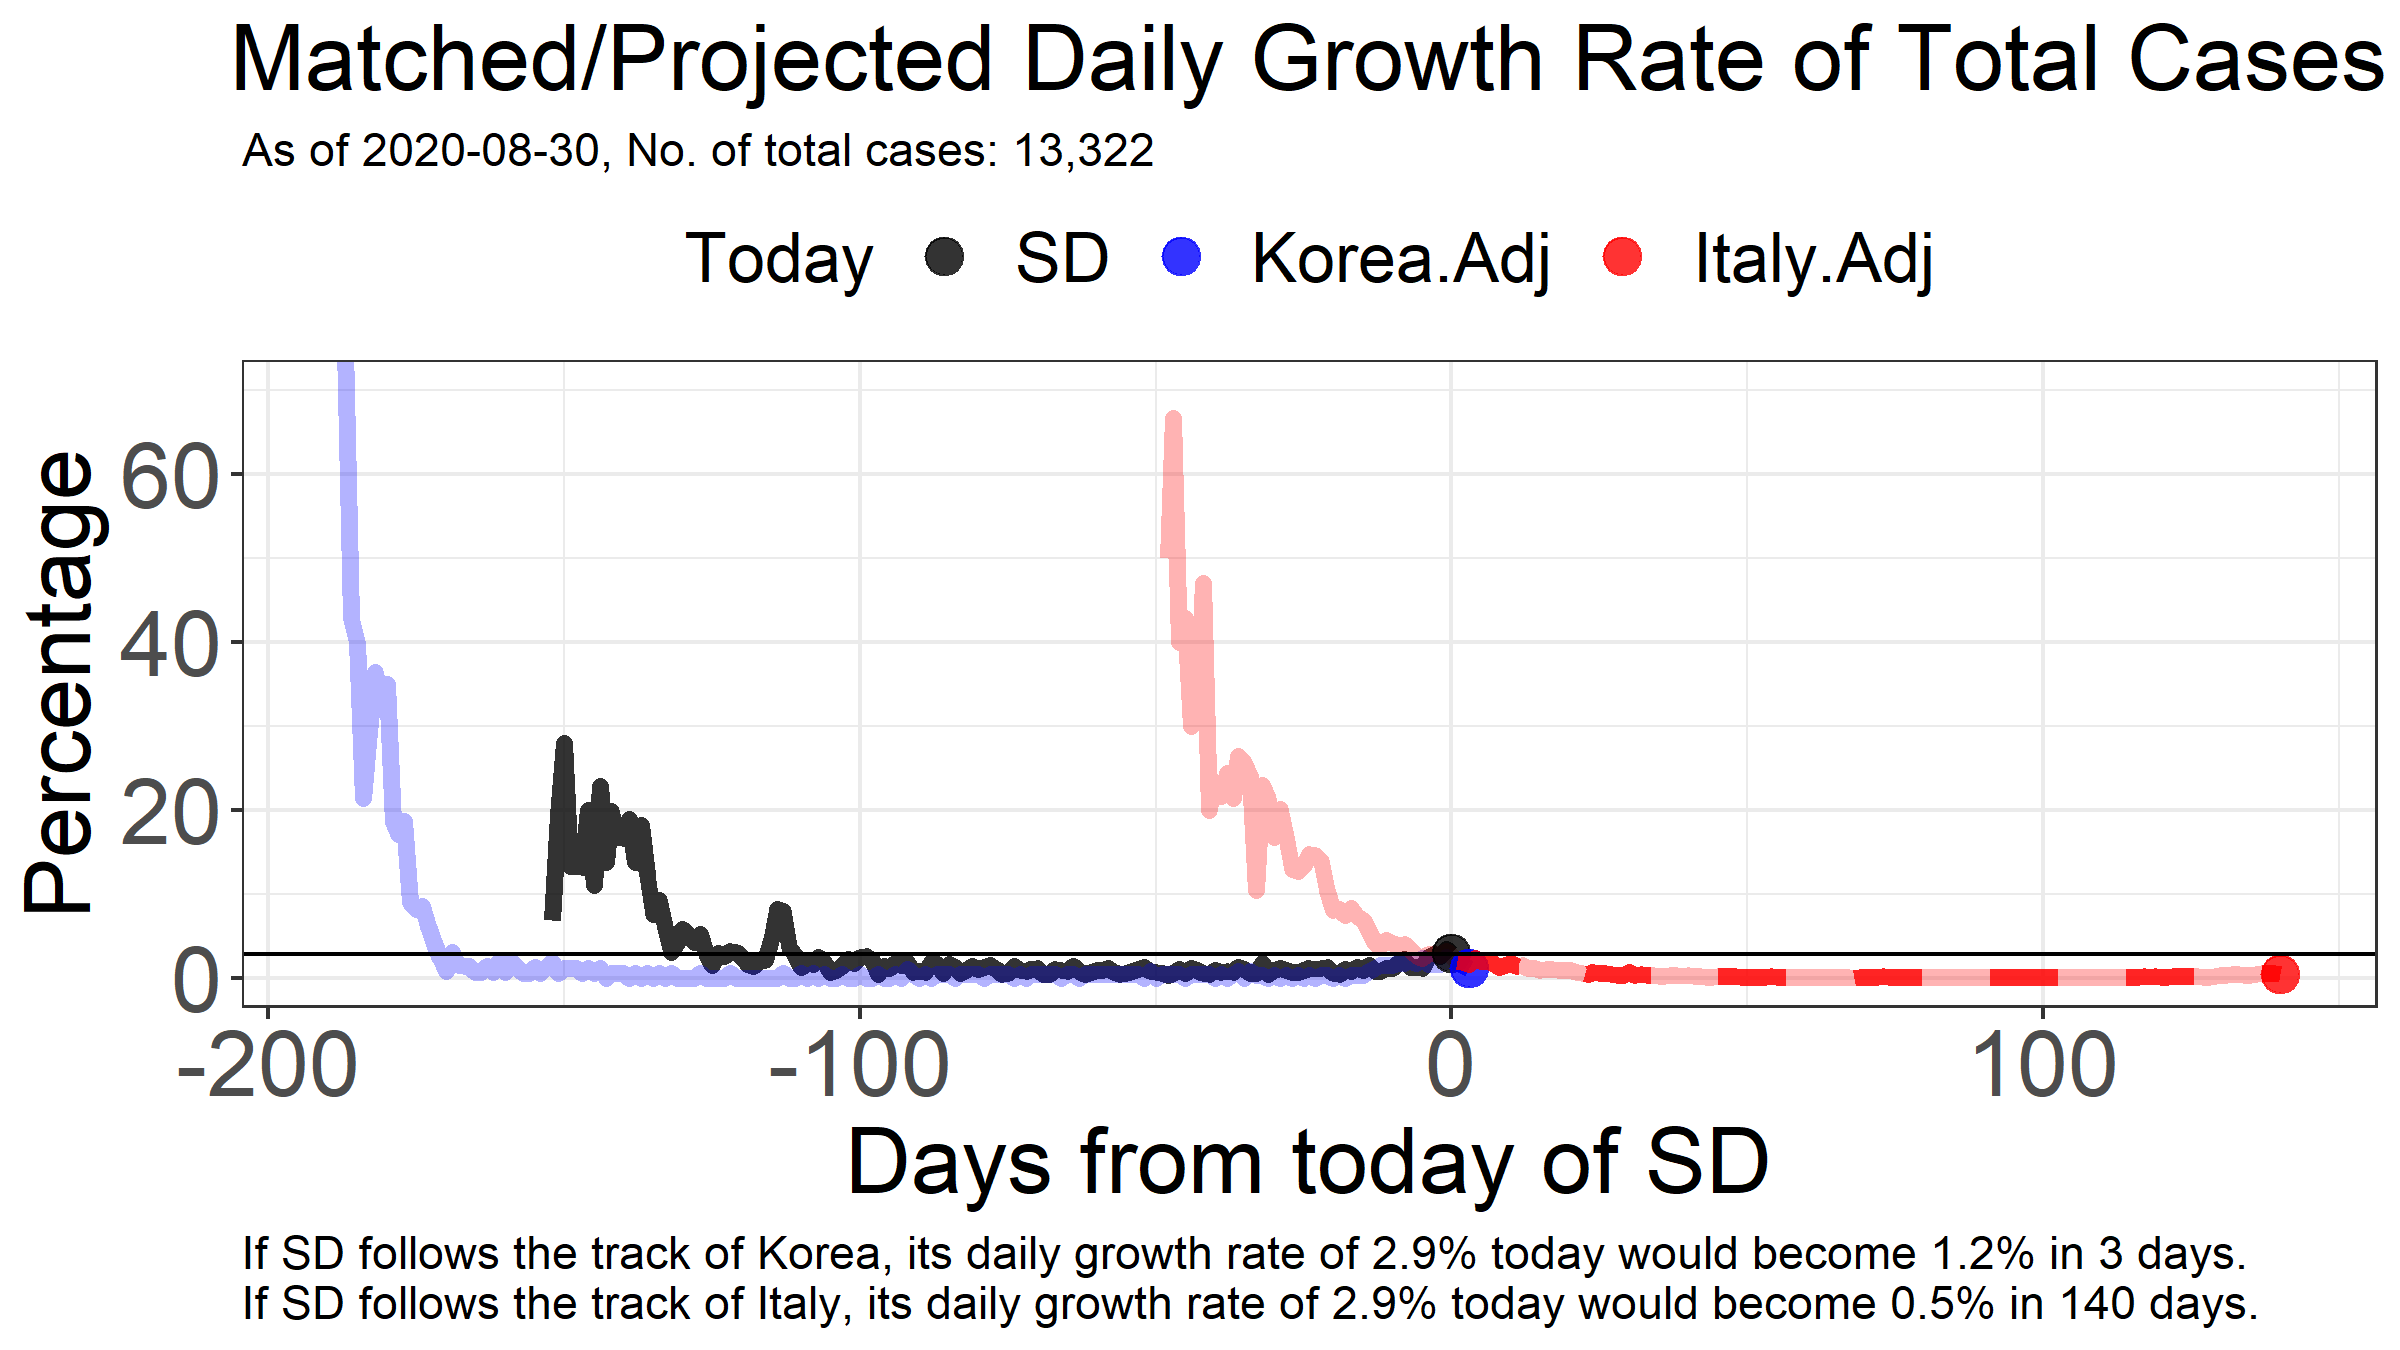 Matched/Projected Daily Growth Rate of Total Cases
As of 2020-08-30, No. of total cases: 13,322
Today SD Korea.Adj Italy.Adj
Percentage
60
40
20
0
-200 -100 0 100
Days from today of SD
If SD follows the track of Korea, its daily growth rate of 2.9% today would become 1.2% in 3 days.
If SD follows the track of Italy, its daily growth rate of 2.9% today would become 0.5% in 140 days.